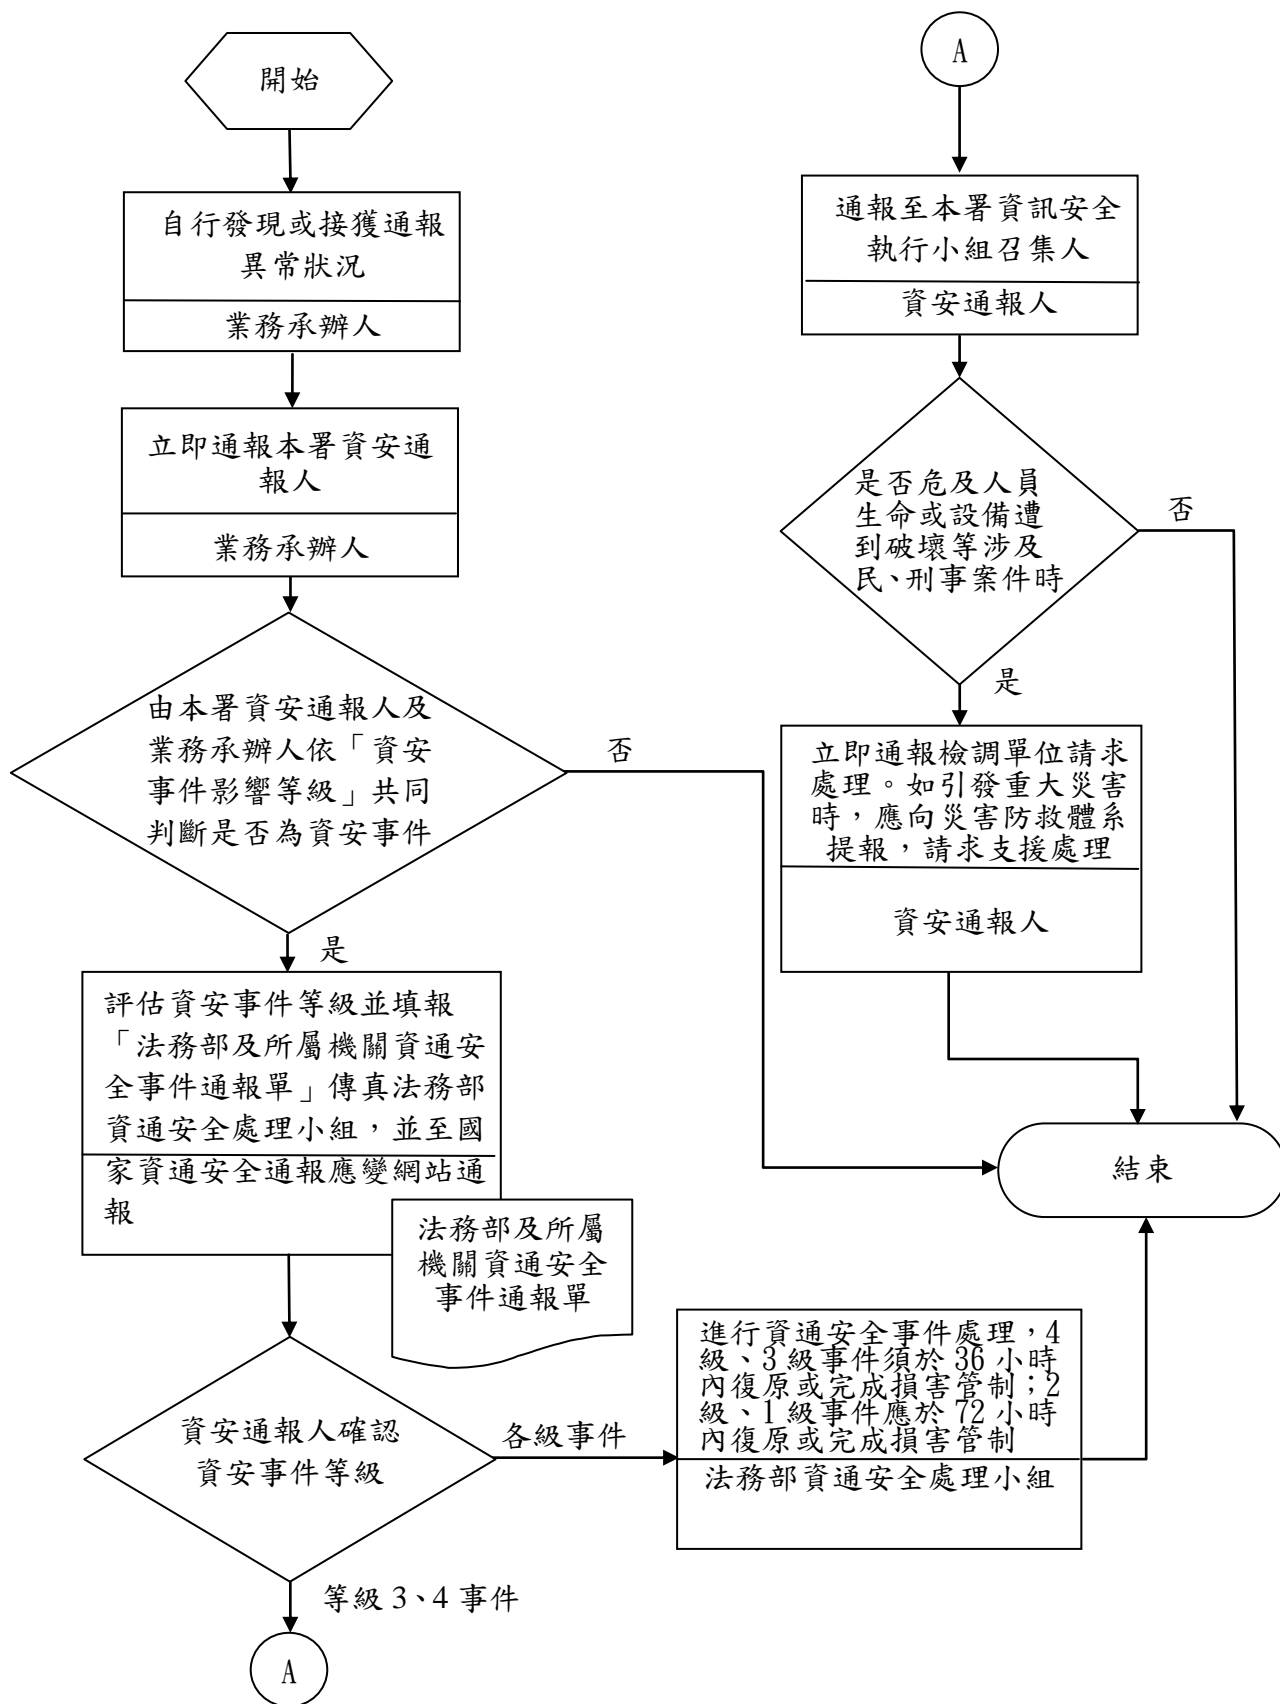 開始
自行發現或接獲通報
異常狀況
業務承辦人
立即通報本署資安通
報人
業務承辦人
由本署資安通報人及
業務承辦人依「資安
事件影響等級」共同
判斷是否為資安事件
否
是
評估資安事件等級並填報
「法務部及所屬機關資通安
全事件通報單」傳真法務部
資通安全處理小組，並至國
家資通安全通報應變網站通
報
法務部及所屬
機關資通安全
事件通報單
資安通報人確認
資安事件等級
各級事件
進行資通安全事件處理，4
級、3 級事件須於 36 小時
內復原或完成損害管制；2
級、1 級事件應於 72 小時
內復原或完成損害管制
法務部資通安全處理小組
等級 3、4 事件
A
A
通報至本署資訊安全
執行小組召集人
資安通報人
是否危及人員
生命或設備遭
到破壞等涉及
民、刑事案件時
否
是
立即通報檢調單位請求
處理。如引發重大災害
時，應向災害防救體系
提報，請求支援處理
資安通報人
結束